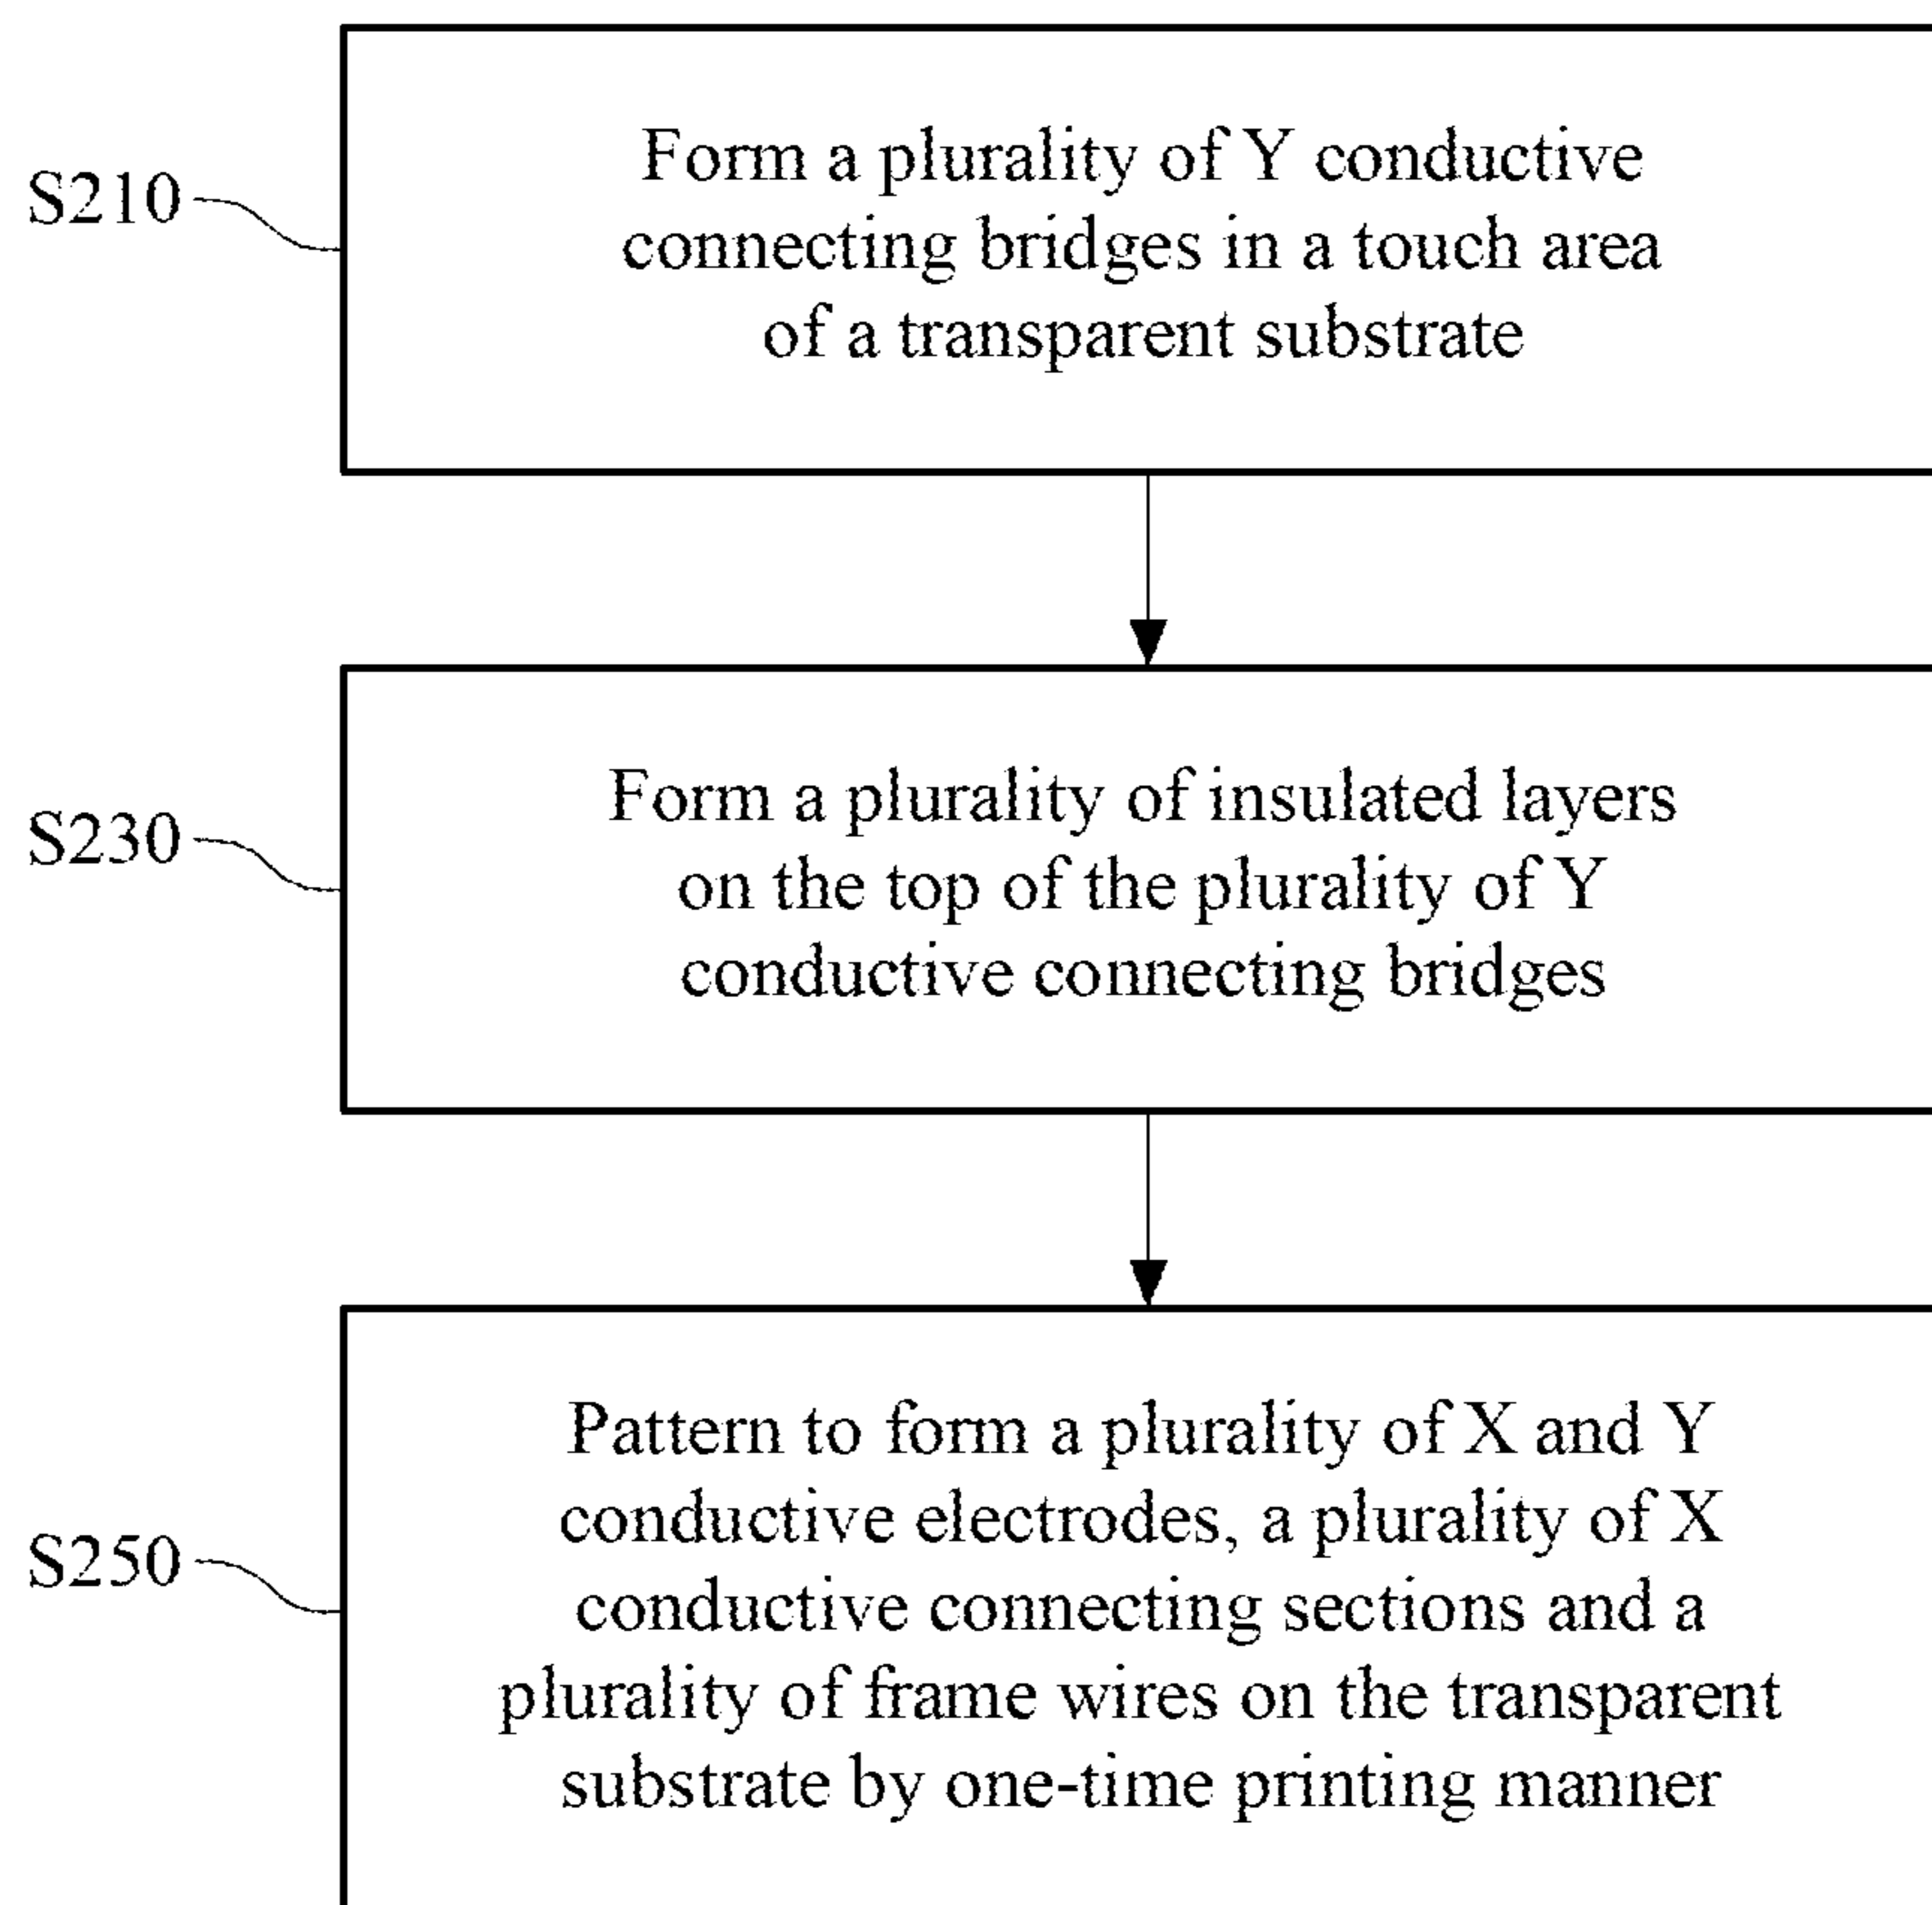 S210
Form a plurality of Y conductive
connecting bridges in a touch area
of a transparent substrate
S230
Form a plurality of insulated layers
on the top of the plurality of Y
conductive connecting bridges
S250
Pattern to form a plurality of X and Y
conductive electrodes, a plurality of X
conductive connecting sections and a
plurality of frame wires on the transparent
substrate by one-time printing manner